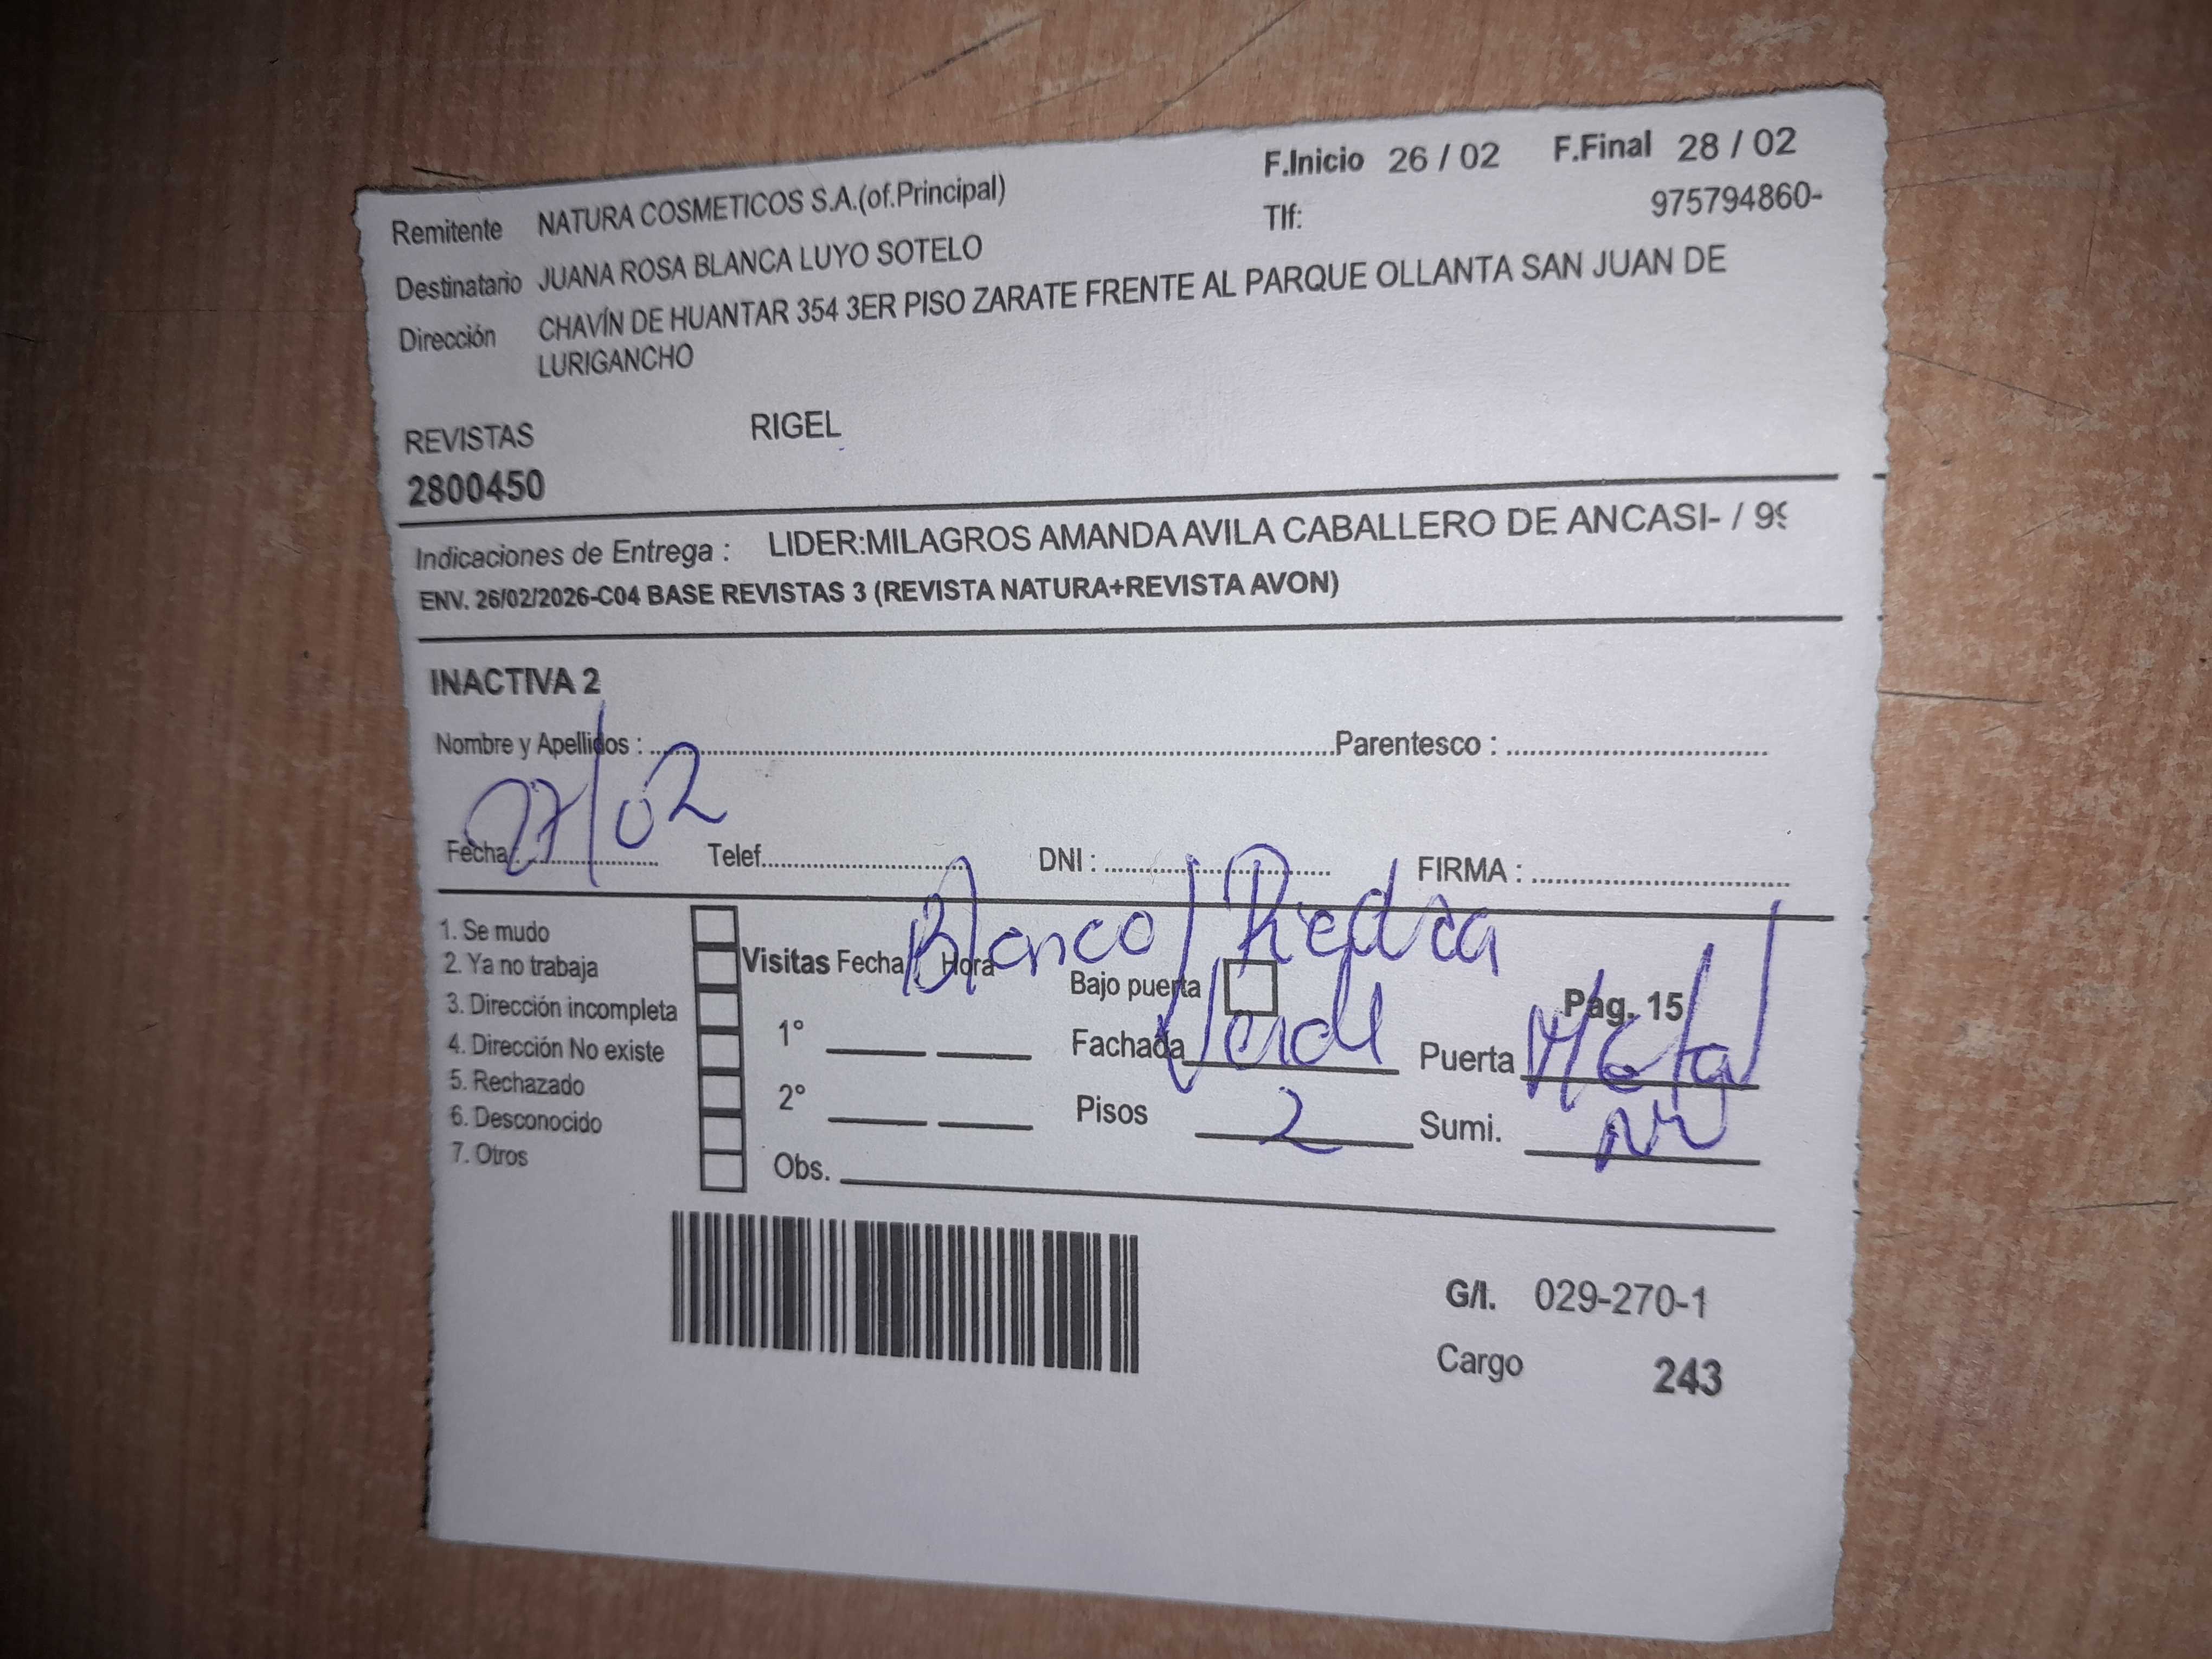 F.Inicio 26 / 02 F.Final 28 / 02
Remitente NATURA COSMETICOS S.A.(of.Principal)
Tlf: 975794860-
Destinatario JUANA ROSA BLANCA LUYO SOTELO
Dirección CHAVÍN DE HUANTAR 354 3ER PISO ZARATE FRENTE AL PARQUE OLLANTA SAN JUAN DE
LURIGANCHO
REVISTAS RIGEL
2800450
Indicaciones de Entrega : LIDER:MILAGROS AMANDA AVILA CABALLERO DE ANCASI- / 99
ENV. 26/02/2026-C04 BASE REVISTAS 3 (REVISTA NATURA+REVISTA AVON)
INACTIVA 2
Nombre y Apellidos : Parentesco :
27/02
Fecha : Telef. DNI : FIRMA :
Blanco/Piedra
1. Se mudo
2. Ya no trabaja
3. Dirección incompleta
4. Dirección No existe
5. Rechazado
6. Desconocido
7. Otros
Visitas Fecha Hora
1°
2°
Obs.
Bajo puerta
Pág. 15
Fachada Verde Puerta Metal
Pisos 2 Sumi.
G/I. 029-270-1
Cargo 243